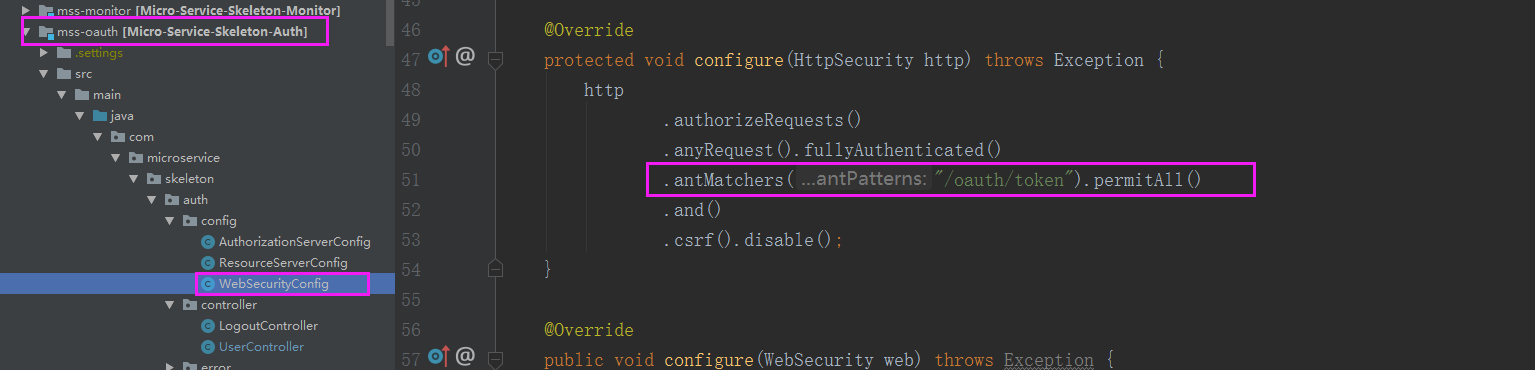 mss-monitor [Micro-Service-Skeleton-Monitor]
mss-oauth [Micro-Service-Skeleton-Auth]
.settings
src
main
java
com
microservice
skeleton
auth
config
AuthorizationServerConfig
ResourceServerConfig
WebSecurityConfig
controller
LogoutController
UserController
error
45
46 @Override
47 @ protected void configure(HttpSecurity http) throws Exception {
48 http
49 .authorizeRequests()
50 .anyRequest().fullyAuthenticated()
51 .antMatchers( ...antPatterns: "/oauth/token").permitAll()
52 .and()
53 .csrf().disable();
54 }
55
56 @Override
57 @ public void configure(WebSecurity web) throws Exception {